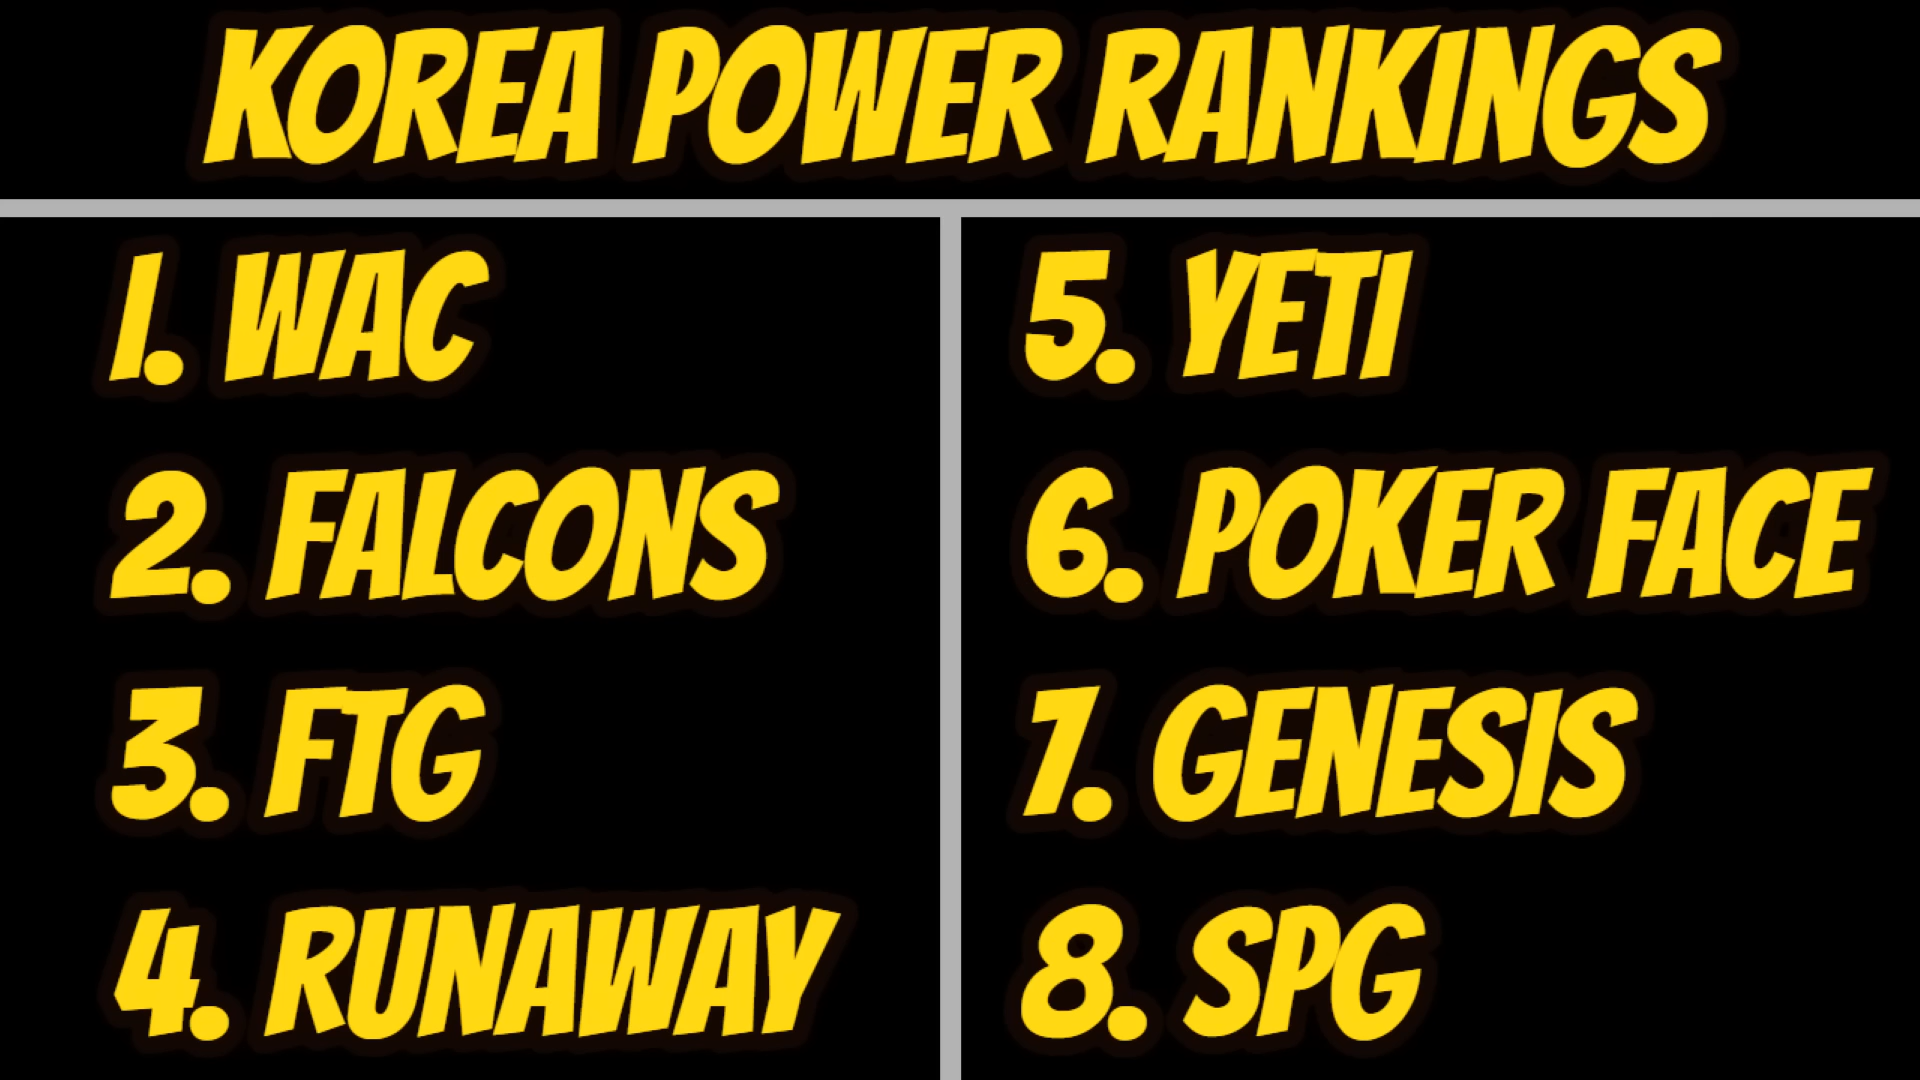 KOREA POWER RANKINGS
1. WAC
2. FALCONS
3. FTG
4. RUNAWAY
5. YETI
6. POKER FACE
7. GENESIS
8. SPG